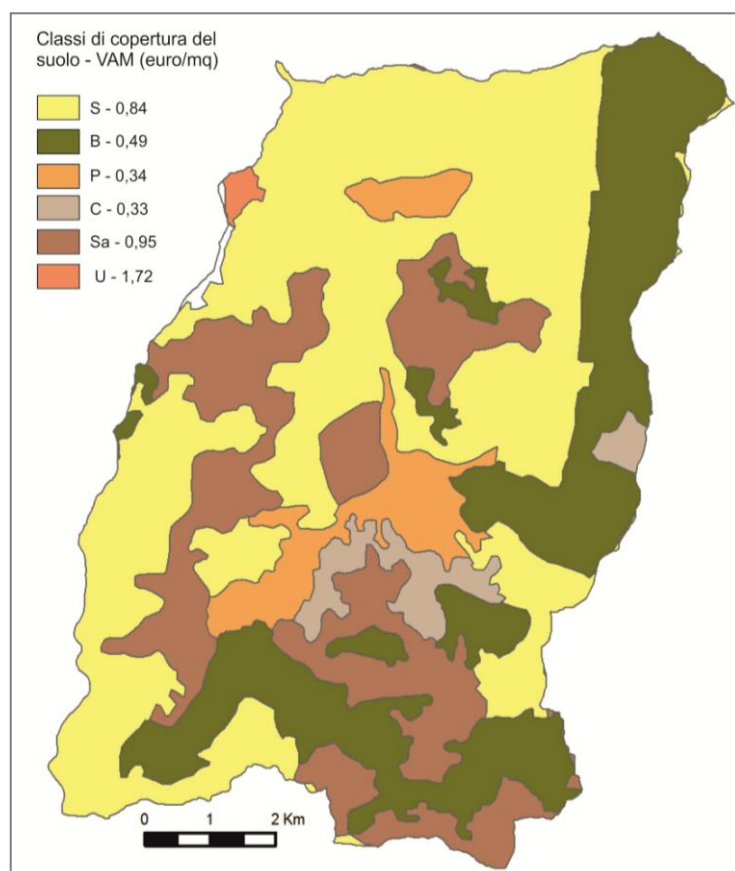 Classi di copertura del
suolo - VAM (euro/mq)
S - 0,84
B - 0,49
P - 0,34
C - 0,33
Sa - 0,95
U - 1,72
0 1 2 Km